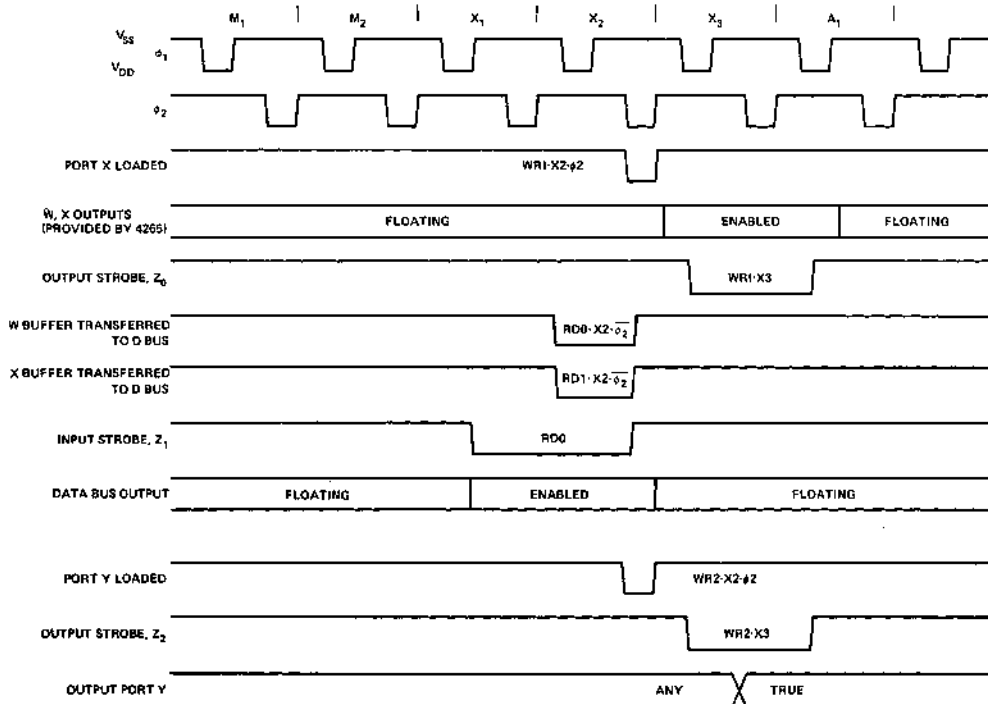 M1 M2 X1 X2 X3 A1
VSS
φ1
VDD
φ2
PORT X LOADED WR1·X2·φ2
W, X OUTPUTS
(PROVIDED BY 4265) FLOATING ENABLED FLOATING
OUTPUT STROBE, Z0 WR1·X3
W BUFFER TRANSFERRED
TO D BUS RD0·X2·φ2
X BUFFER TRANSFERRED
TO D BUS RD1·X2·φ2
INPUT STROBE, Z1 RD0
DATA BUS OUTPUT FLOATING ENABLED FLOATING
PORT Y LOADED WR2·X2·φ2
OUTPUT STROBE, Z2 WR2·X3
OUTPUT PORT Y ANY TRUE